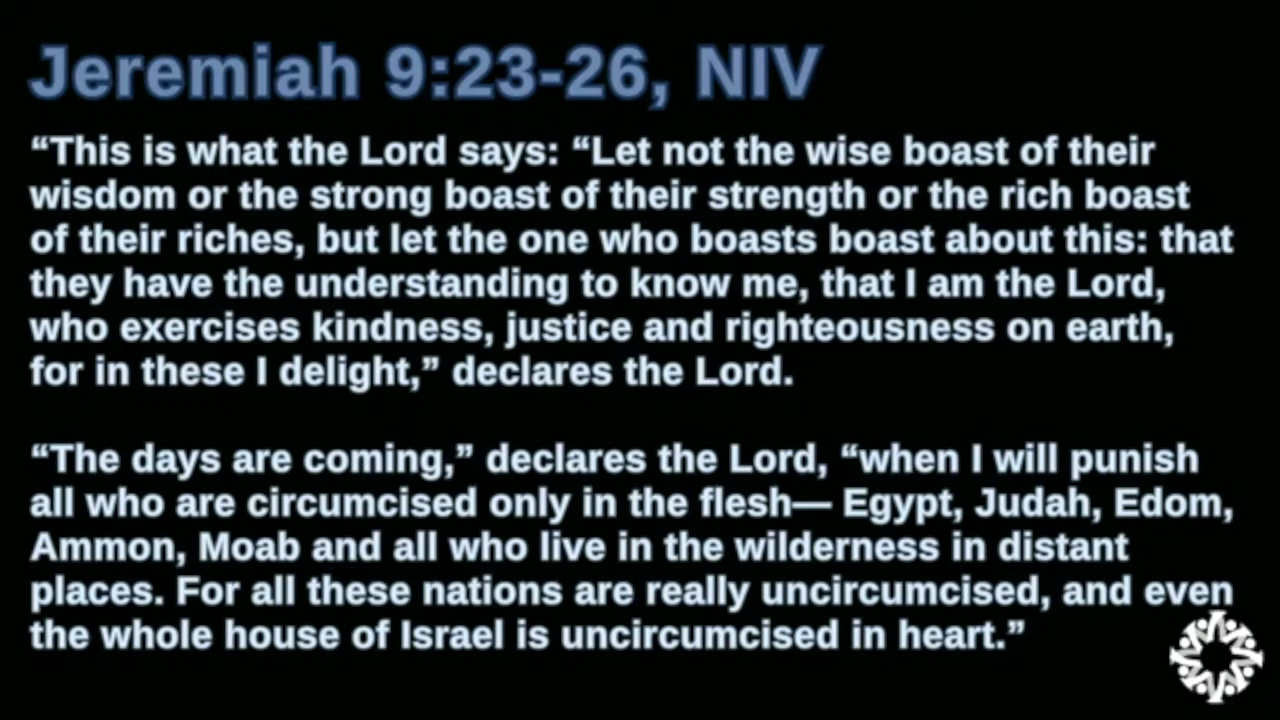 Jeremiah 9:23-26, NIV
“This is what the Lord says: “Let not the wise boast of their
wisdom or the strong boast of their strength or the rich boast
of their riches, but let the one who boasts boast about this: that
they have the understanding to know me, that I am the Lord,
who exercises kindness, justice and righteousness on earth,
for in these I delight,” declares the Lord.
“The days are coming,” declares the Lord, “when I will punish
all who are circumcised only in the flesh— Egypt, Judah, Edom,
Ammon, Moab and all who live in the wilderness in distant
places. For all these nations are really uncircumcised, and even
the whole house of Israel is uncircumcised in heart.”